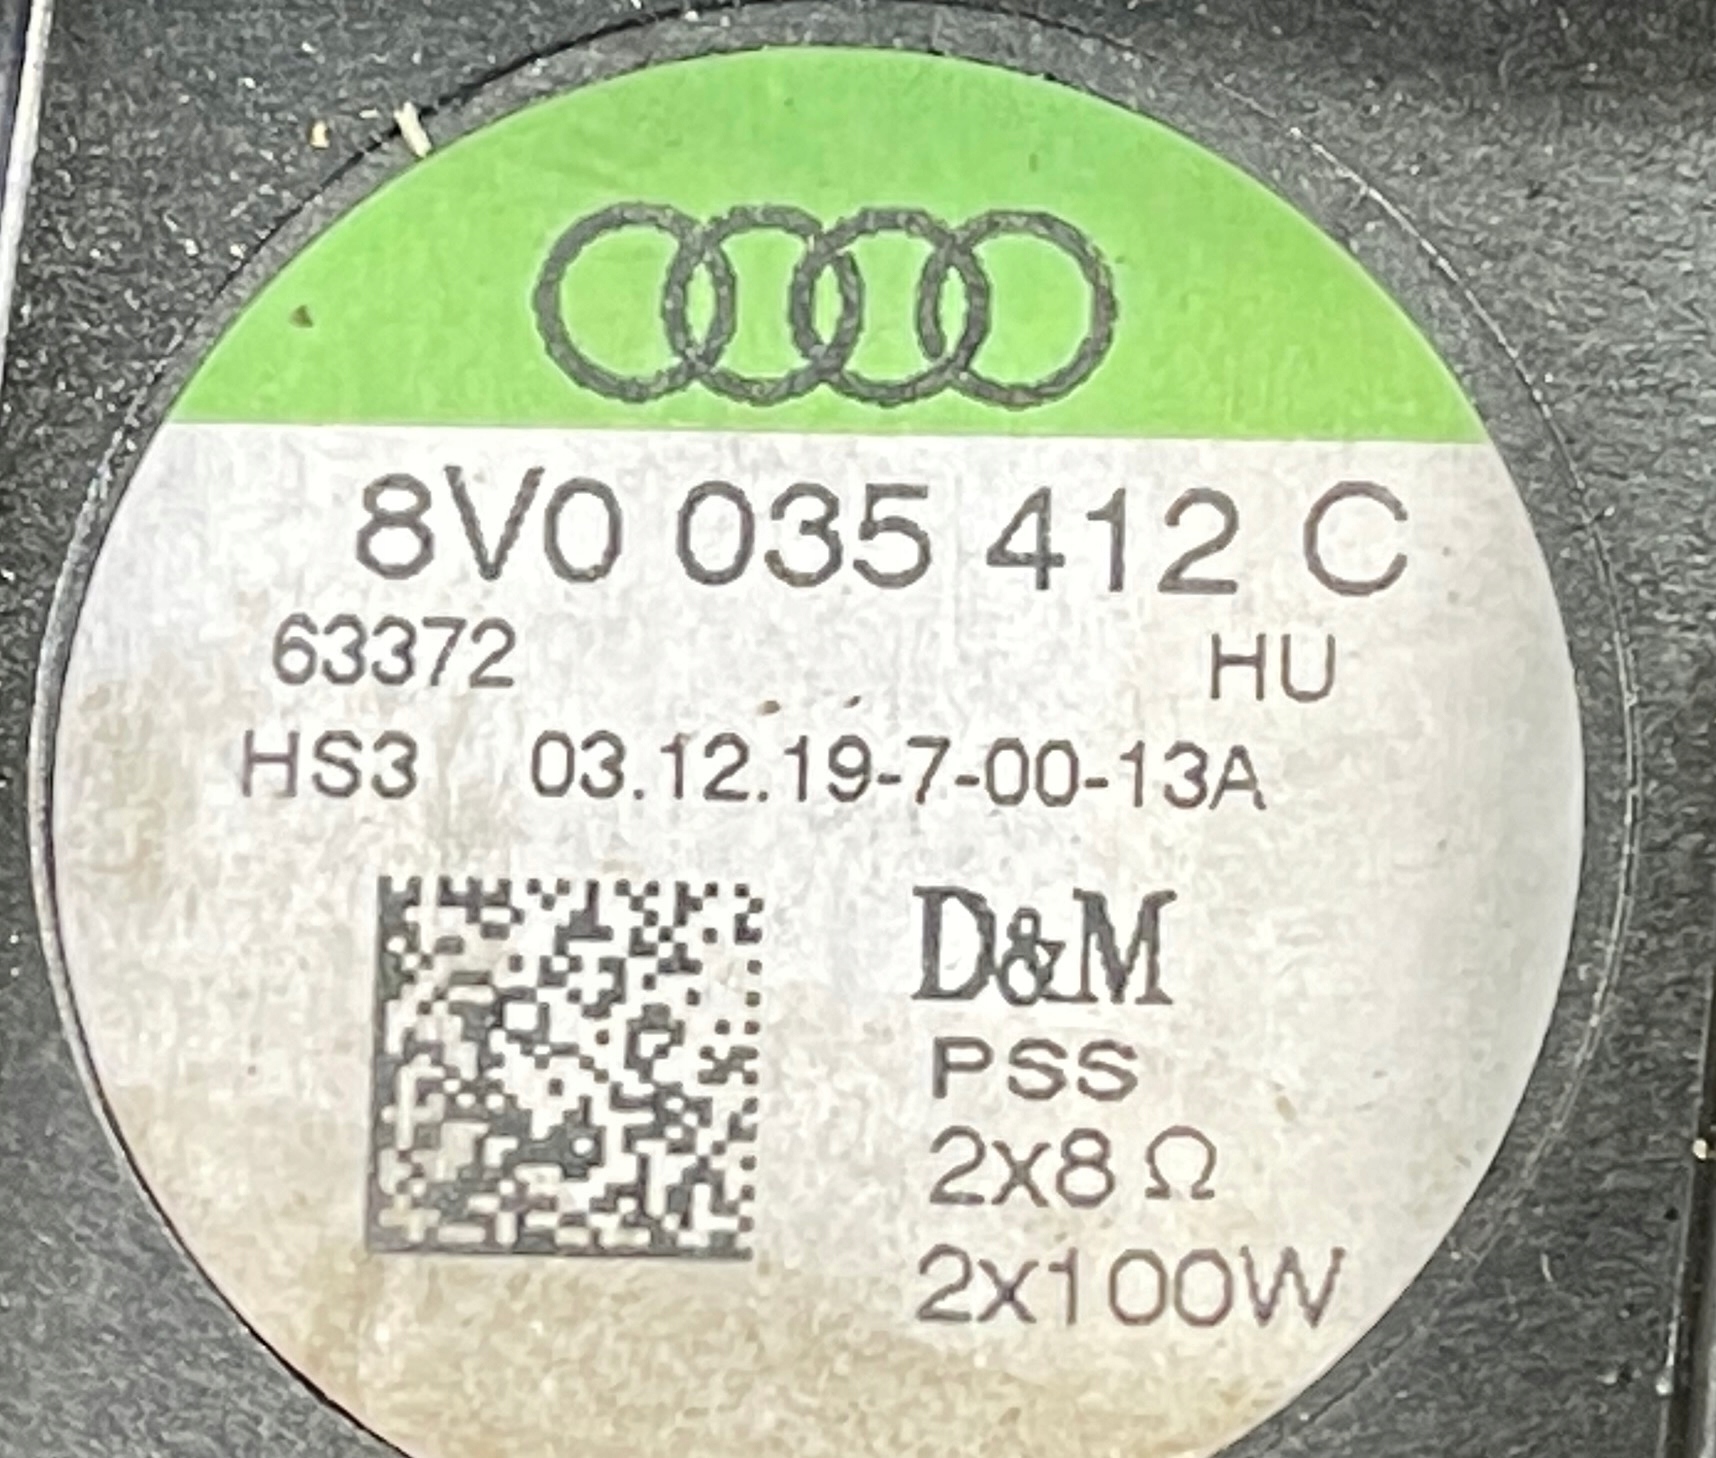 8V0 035 412 C
63372 HU
HS3 03.12.19-7-00-13A
D&M
PSS
2x8 Ω
2x100W